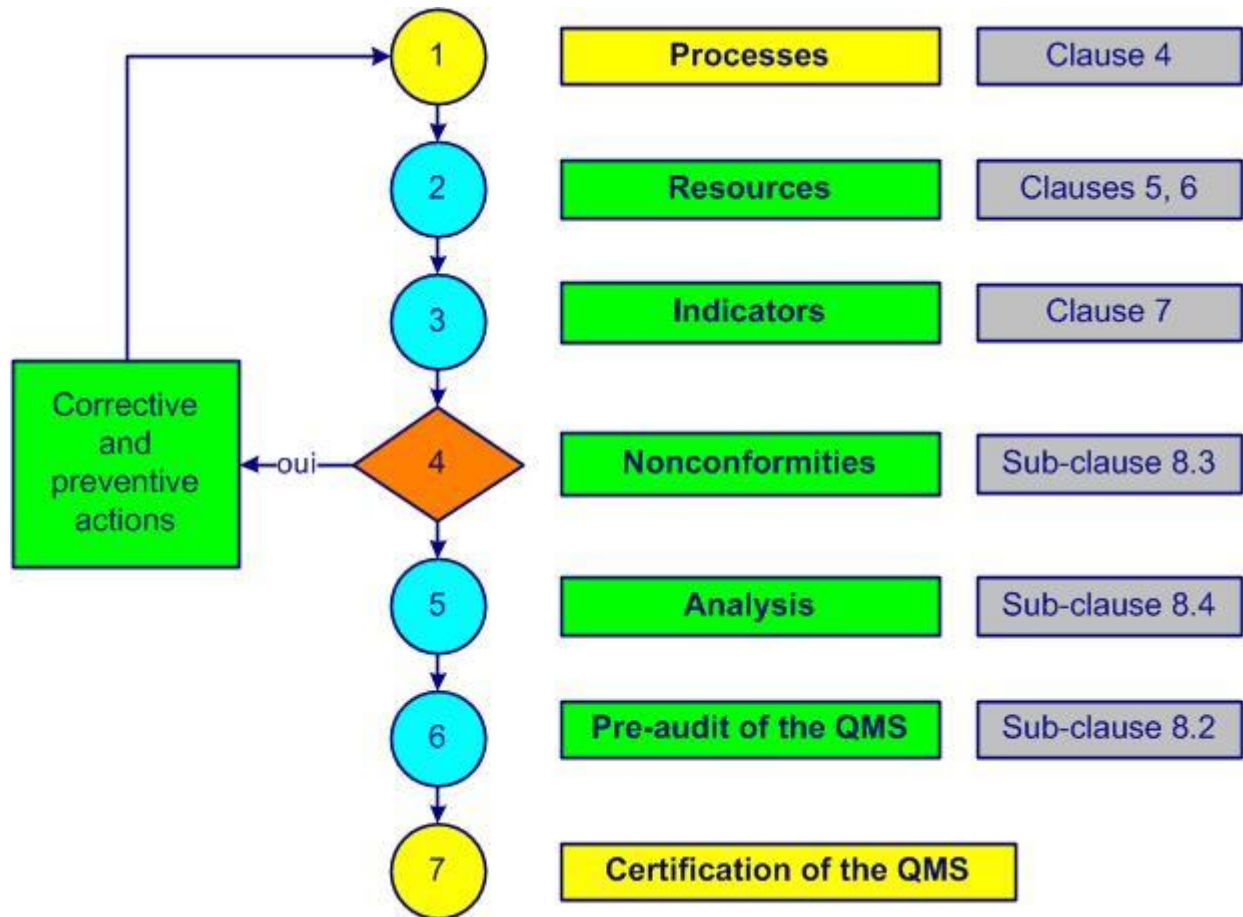 1
Processes
Clause 4
2
Resources
Clauses 5, 6
3
Indicators
Clause 7
Corrective
and
preventive
actions
oui
4
Nonconformities
Sub-clause 8.3
5
Analysis
Sub-clause 8.4
6
Pre-audit of the QMS
Sub-clause 8.2
7
Certification of the QMS